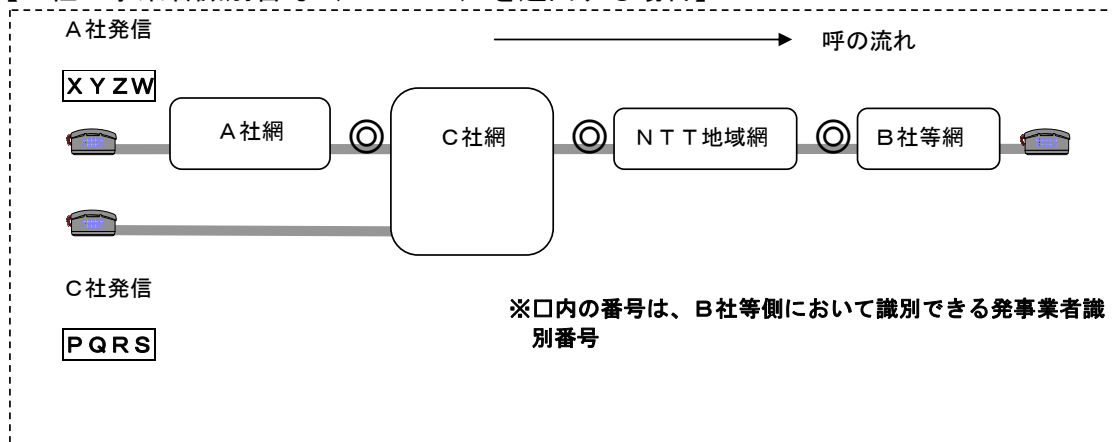 A社発信
呼の流れ
XYZW
A社網
C社網
NTT地域網
B社等網
C社発信
※□内の番号は、B社等側において識別できる発事業者識
別番号
PQRS